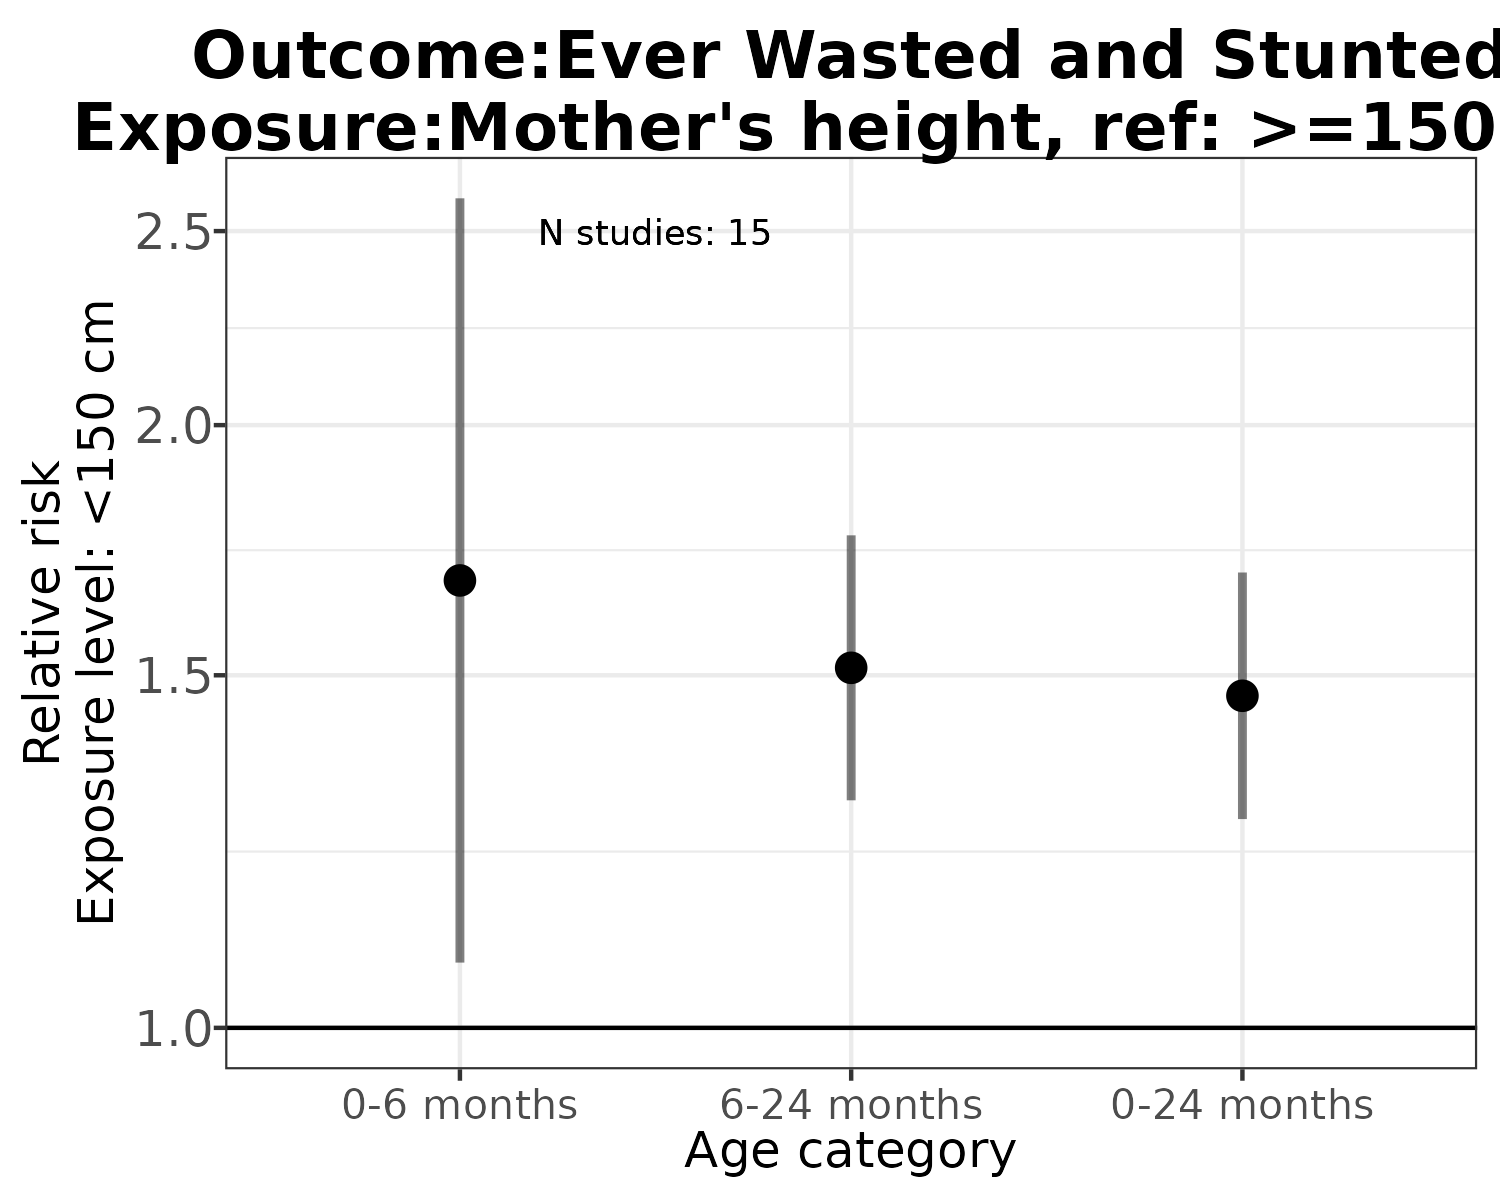 Outcome:Ever Wasted and Stunted
Exposure:Mother's height, ref: >=150
N studies: 15
2.5
2.0
1.5
1.0
Relative risk
Exposure level: <150 cm
0-6 months
6-24 months
0-24 months
Age category